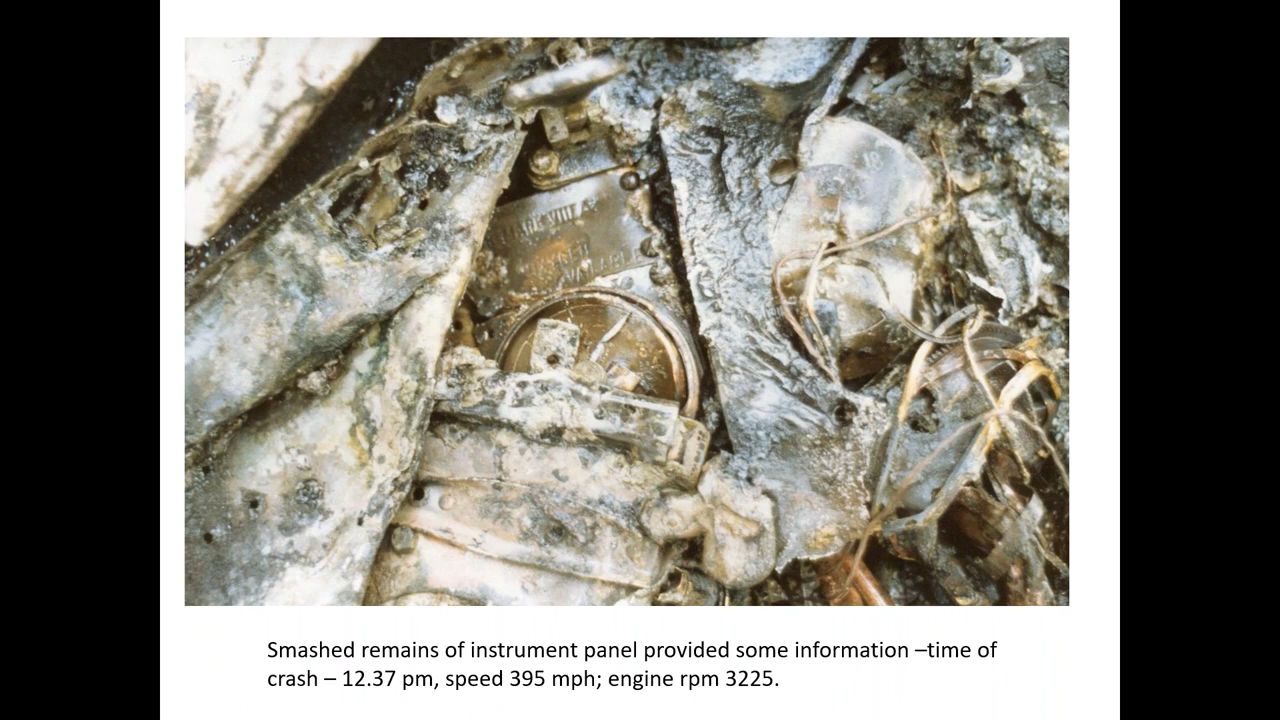 Smashed remains of instrument panel provided some information –time of
crash – 12.37 pm, speed 395 mph; engine rpm 3225.